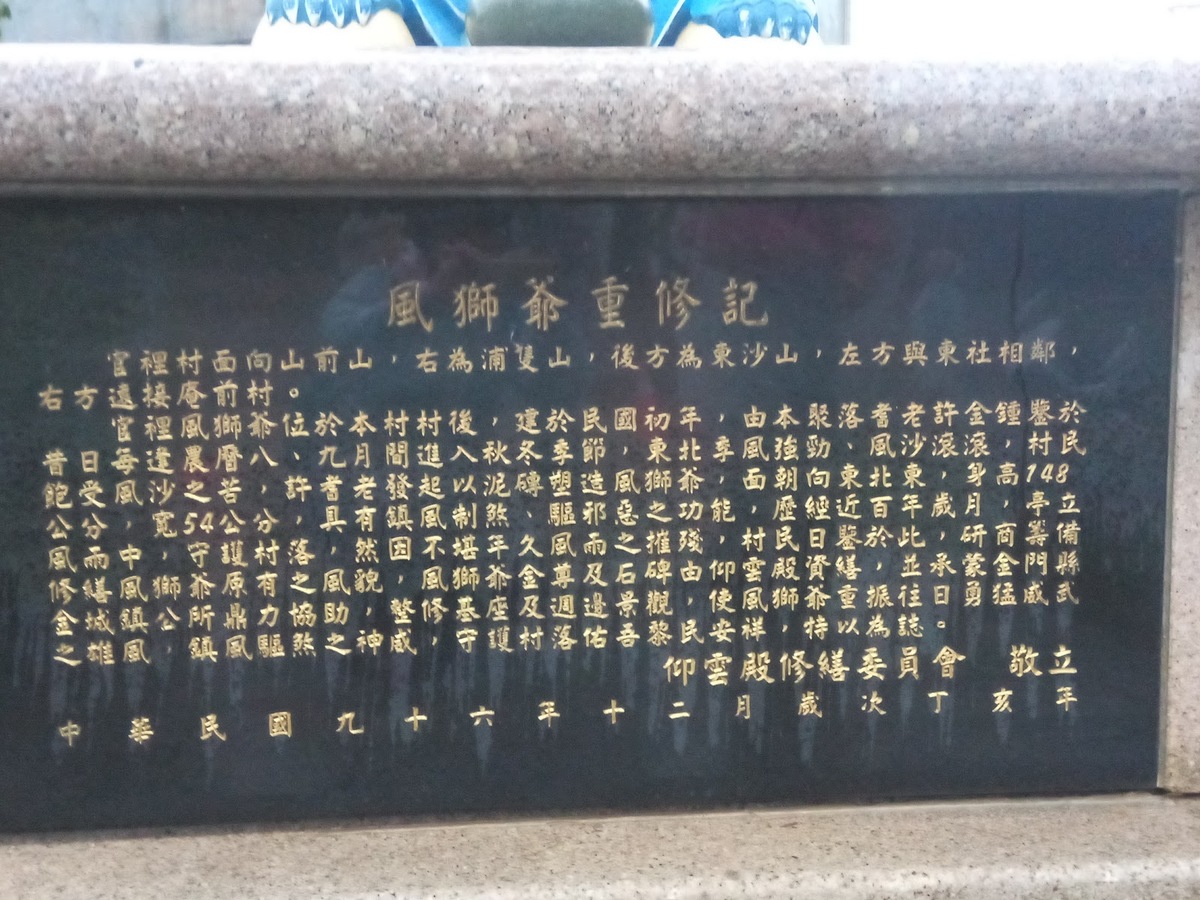 風獅爺重修記
官裡村面向山前山，右為浦雙山，後方為東沙山，左方與東社相鄰，
右方遠接庵前村。
昔日官裡風獅爺位於本村村後，建於民國初年，由本聚落耆老許金鍾鑒於
每逢農曆八、九月間進入秋冬季節，東北季風強勁、風沙滾滾，村民
飽受風沙之苦，許耆老發起以泥磚塑造風獅爺，面朝向東北東，身高148
公分，寬54公分，具有鎮風制煞、驅邪惡之功能，歷經近百年歲月，亭立
風中守護村落，然因不堪年久風而之摧殘，村民日鑒於此，研商籌備
修繕風獅爺原有之風貌，風獅爺金尊及石碑由仰雲殿資繕，並承蒙金門縣
金城鎮公所鼎力協助，整修基座及週遺景觀，使風獅爺重振往日勇猛威武
之雄風，鎮風驅煞之神威，守護村落佑吾黎民安祥，特以為誌。
仰雲殿修繕委員會 敬立
中華民國九十六年十二月歲次丁亥年